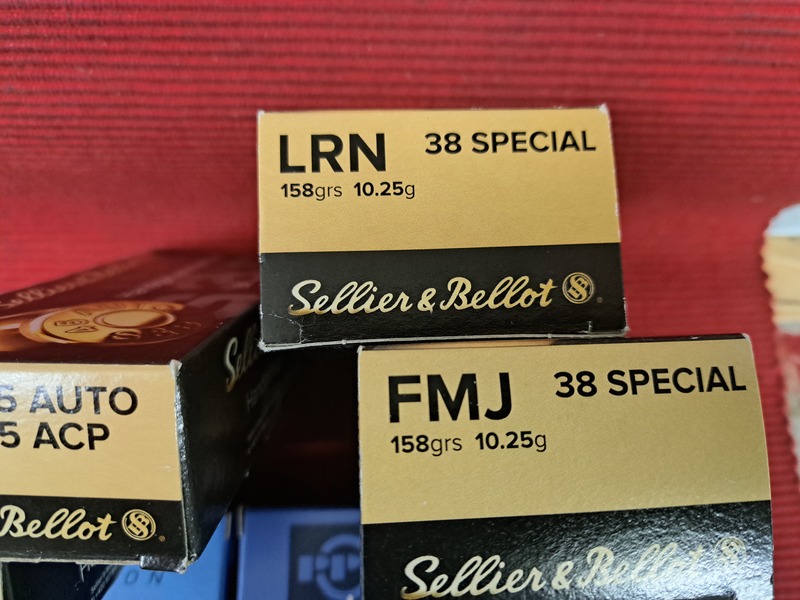 LRN 38 SPECIAL
158grs 10.25g
Sellier & Bellot
FMJ 38 SPECIAL
158grs 10.25g
Sellier & Bellot
AUTO
5 ACP
Bellot